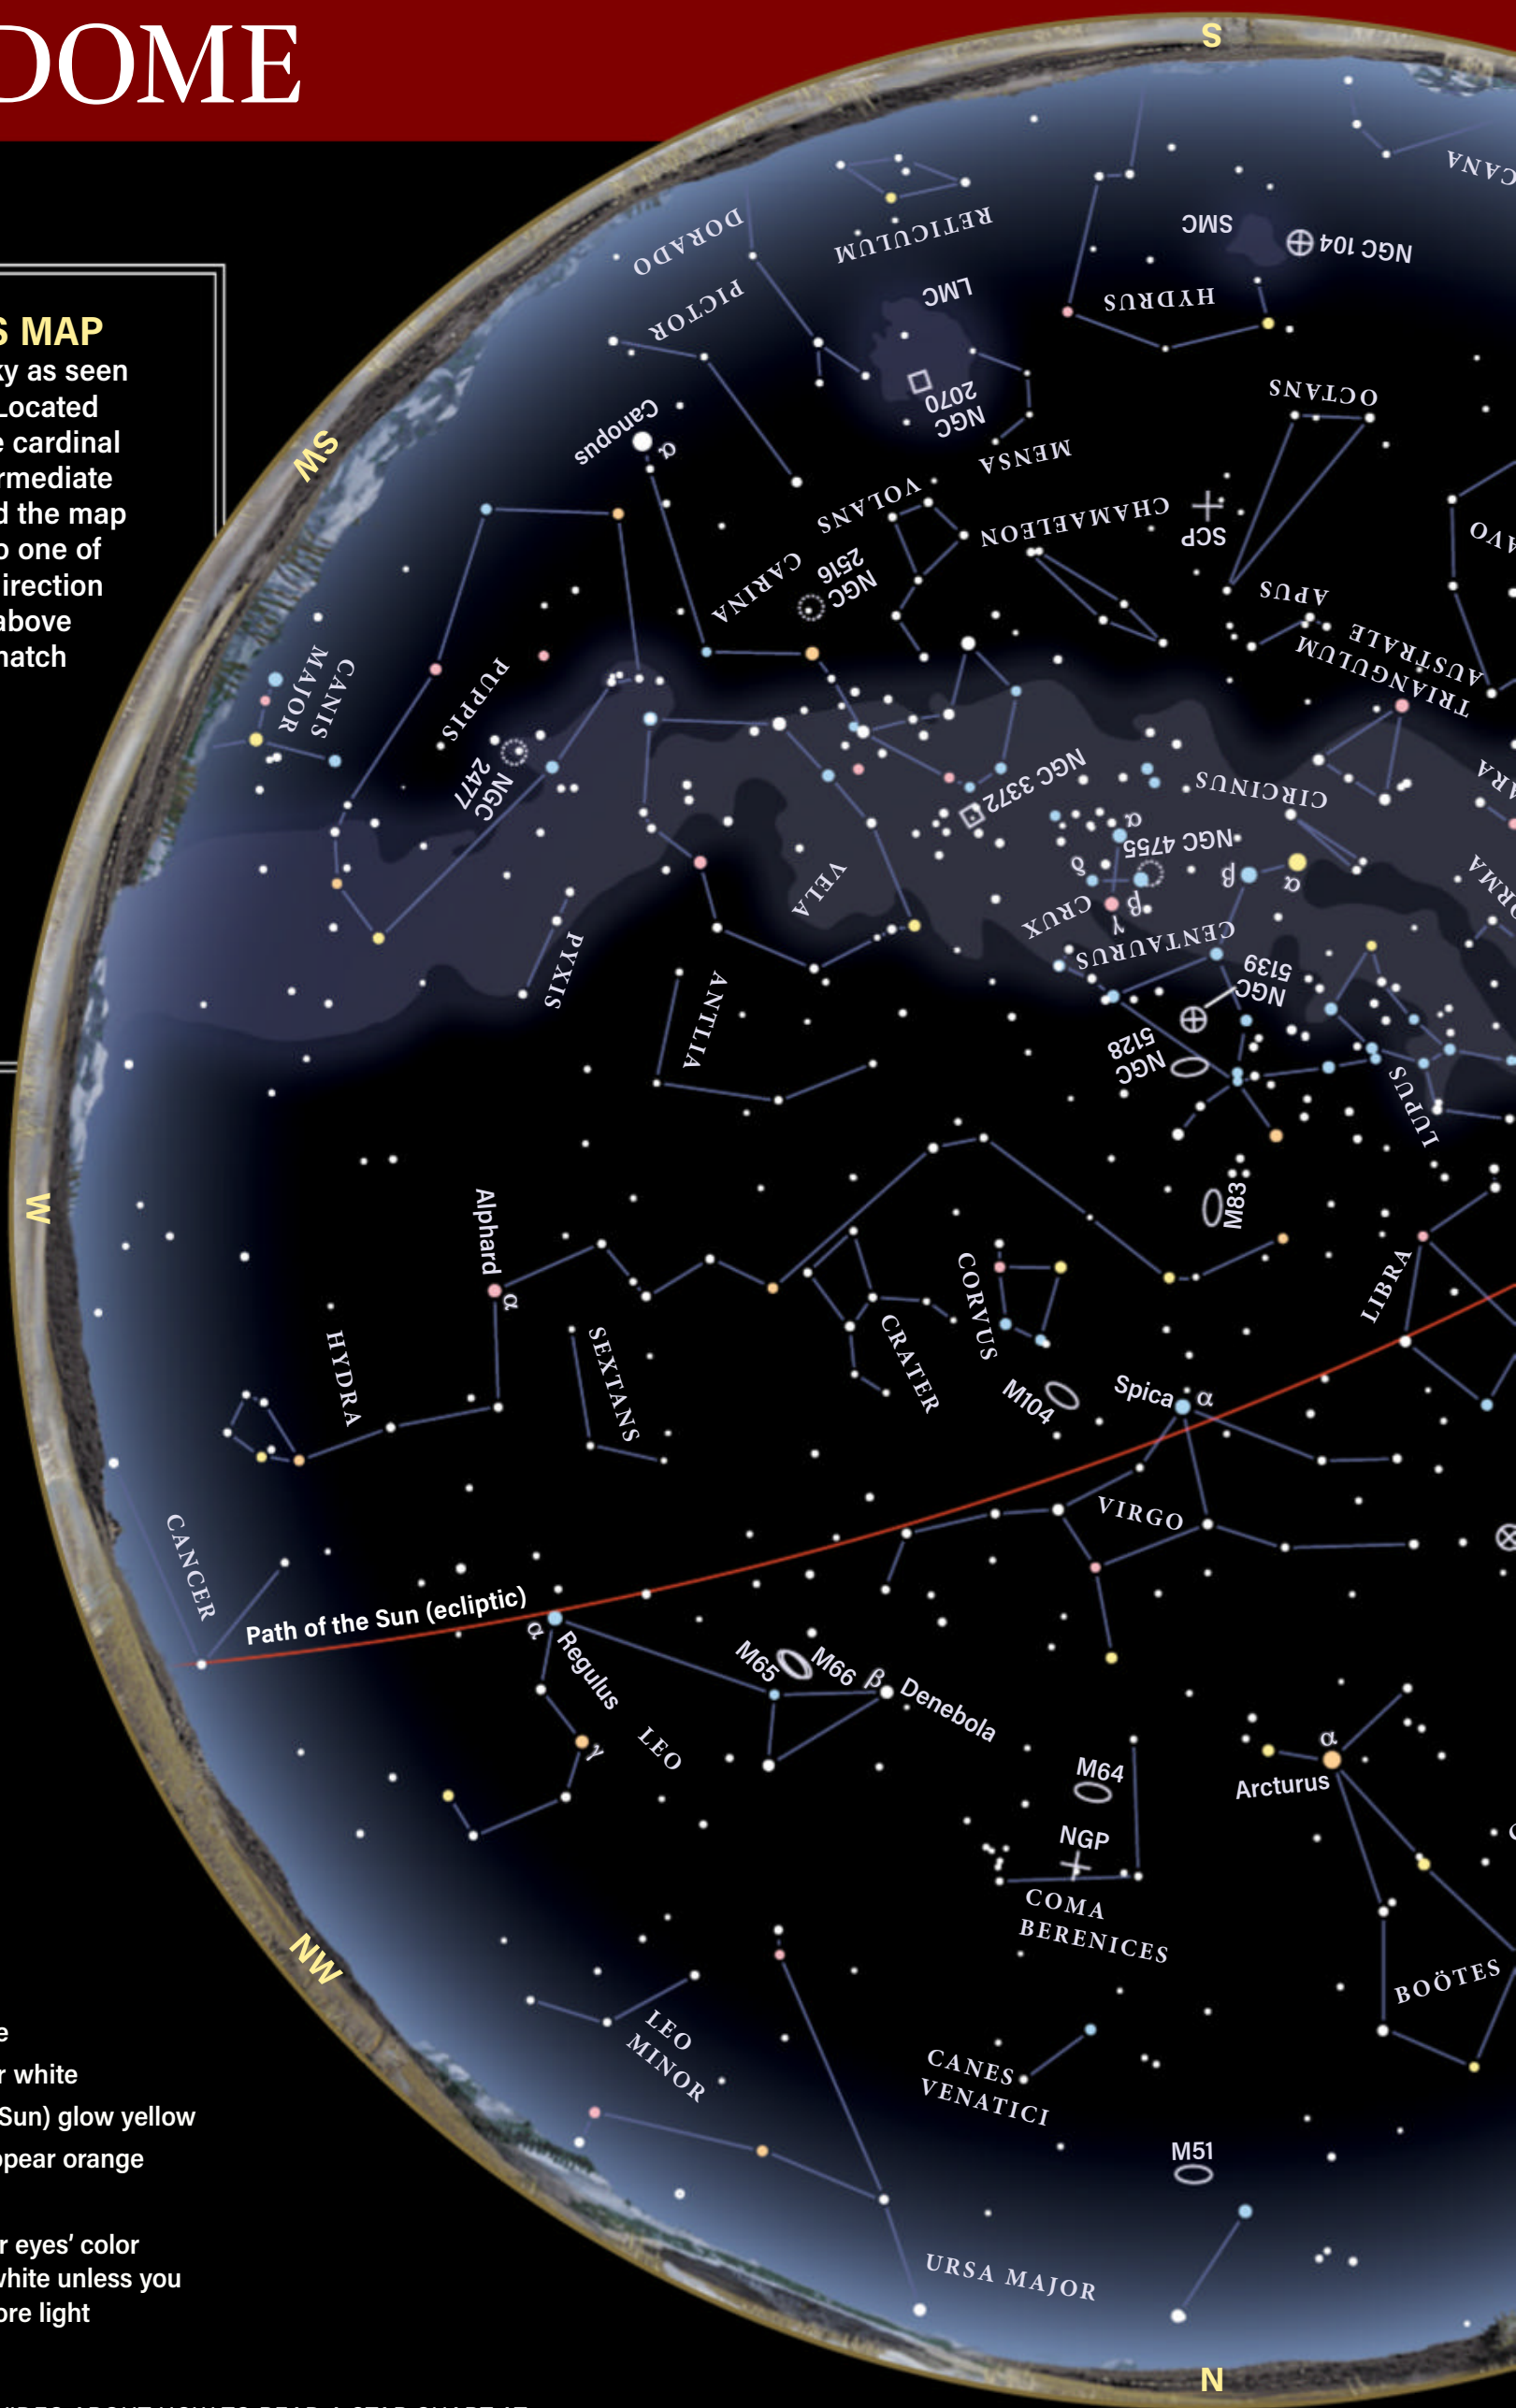 DOME
S MAP
ky as seen
Located
e cardinal
rmediate
d the map
o one of
irection
above
natch
S
SW
W
NW
N
CANA
DORADO
RETICULUM
SMC
NGC 104
PICTOR
LMC
HYDRUS
NGC
2070
OCTANS
Canopus
α
MENSA
VOLANS
CHAMAELEON
SCP
AVO
CARINA
NGC
2516
APUS
TRIANGULUM
AUSTRALE
CANIS
MAJOR
PUPPIS
NGC
2477
NGC 3372
CIRCINUS
ARA
α
NGC 4755
δ
β
β
α
VELA
CRUX
γ
CENTAURUS
ORMA
PYXIS
NGC
5139
ANTLIA
NGC
5128
LUPUS
M83
Alphard
α
CORVUS
LIBRA
HYDRA
SEXTANS
CRATER
M104
Spica
α
VIRGO
CANCER
Path of the Sun (ecliptic)
α
Regulus
M65
M66
β
Denebola
γ
LEO
M64
α
Arcturus
NGP
COMA
BERENICES
BOÖTES
LEO
MINOR
CANES
VENATICI
M51
URSA MAJOR
e
r white
Sun) glow yellow
ppear orange
r eyes’ color
white unless you
ore light